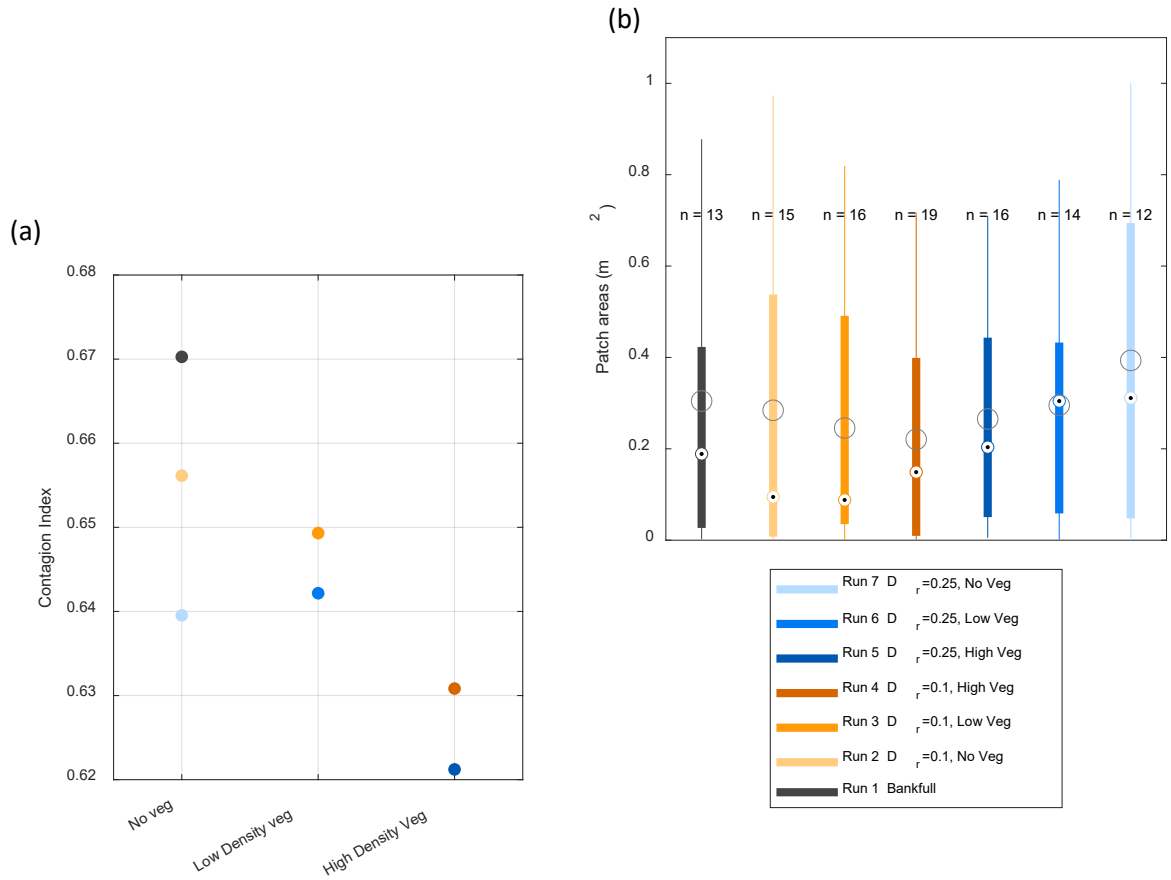 (a)
0.68
0.67
0.66
0.65
0.64
0.63
0.62
Contagion Index
No veg
Low Density veg
High Density Veg
(b)
1
0.8
0.6
0.4
0.2
0
Patch areas (m 2 )
n = 13 n = 15 n = 16 n = 19 n = 16 n = 14 n = 12
Run 7 D r=0.25, No Veg
Run 6 D r=0.25, Low Veg
Run 5 D r=0.25, High Veg
Run 4 D r=0.1, High Veg
Run 3 D r=0.1, Low Veg
Run 2 D r=0.1, No Veg
Run 1 Bankfull